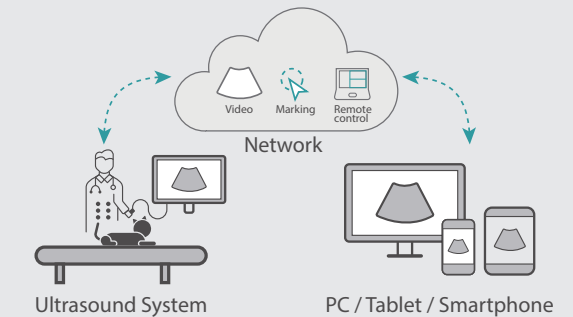 Video
Marking
Remote
control
Network
Ultrasound System
PC / Tablet / Smartphone